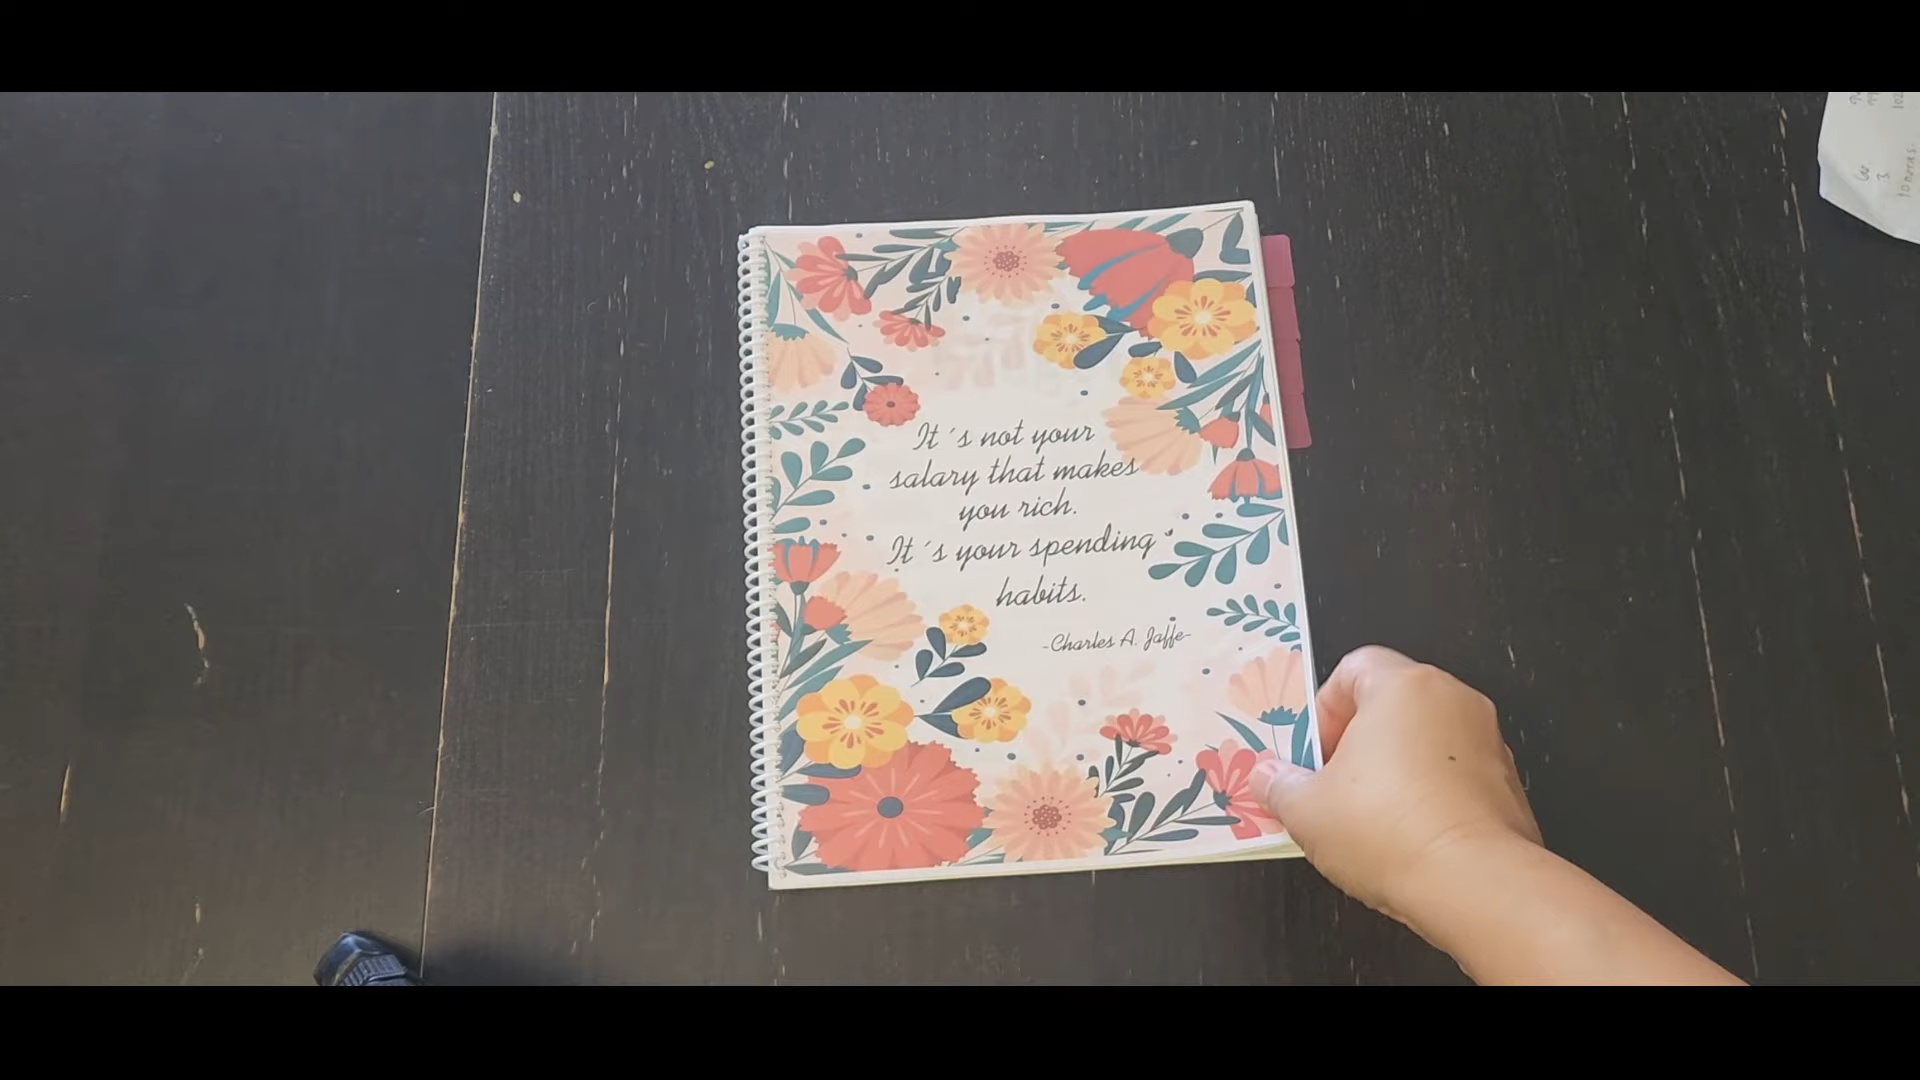 It´s not your
salary that makes
you rich.
It´s your spending
habits.
-Charles A. Jaffe-